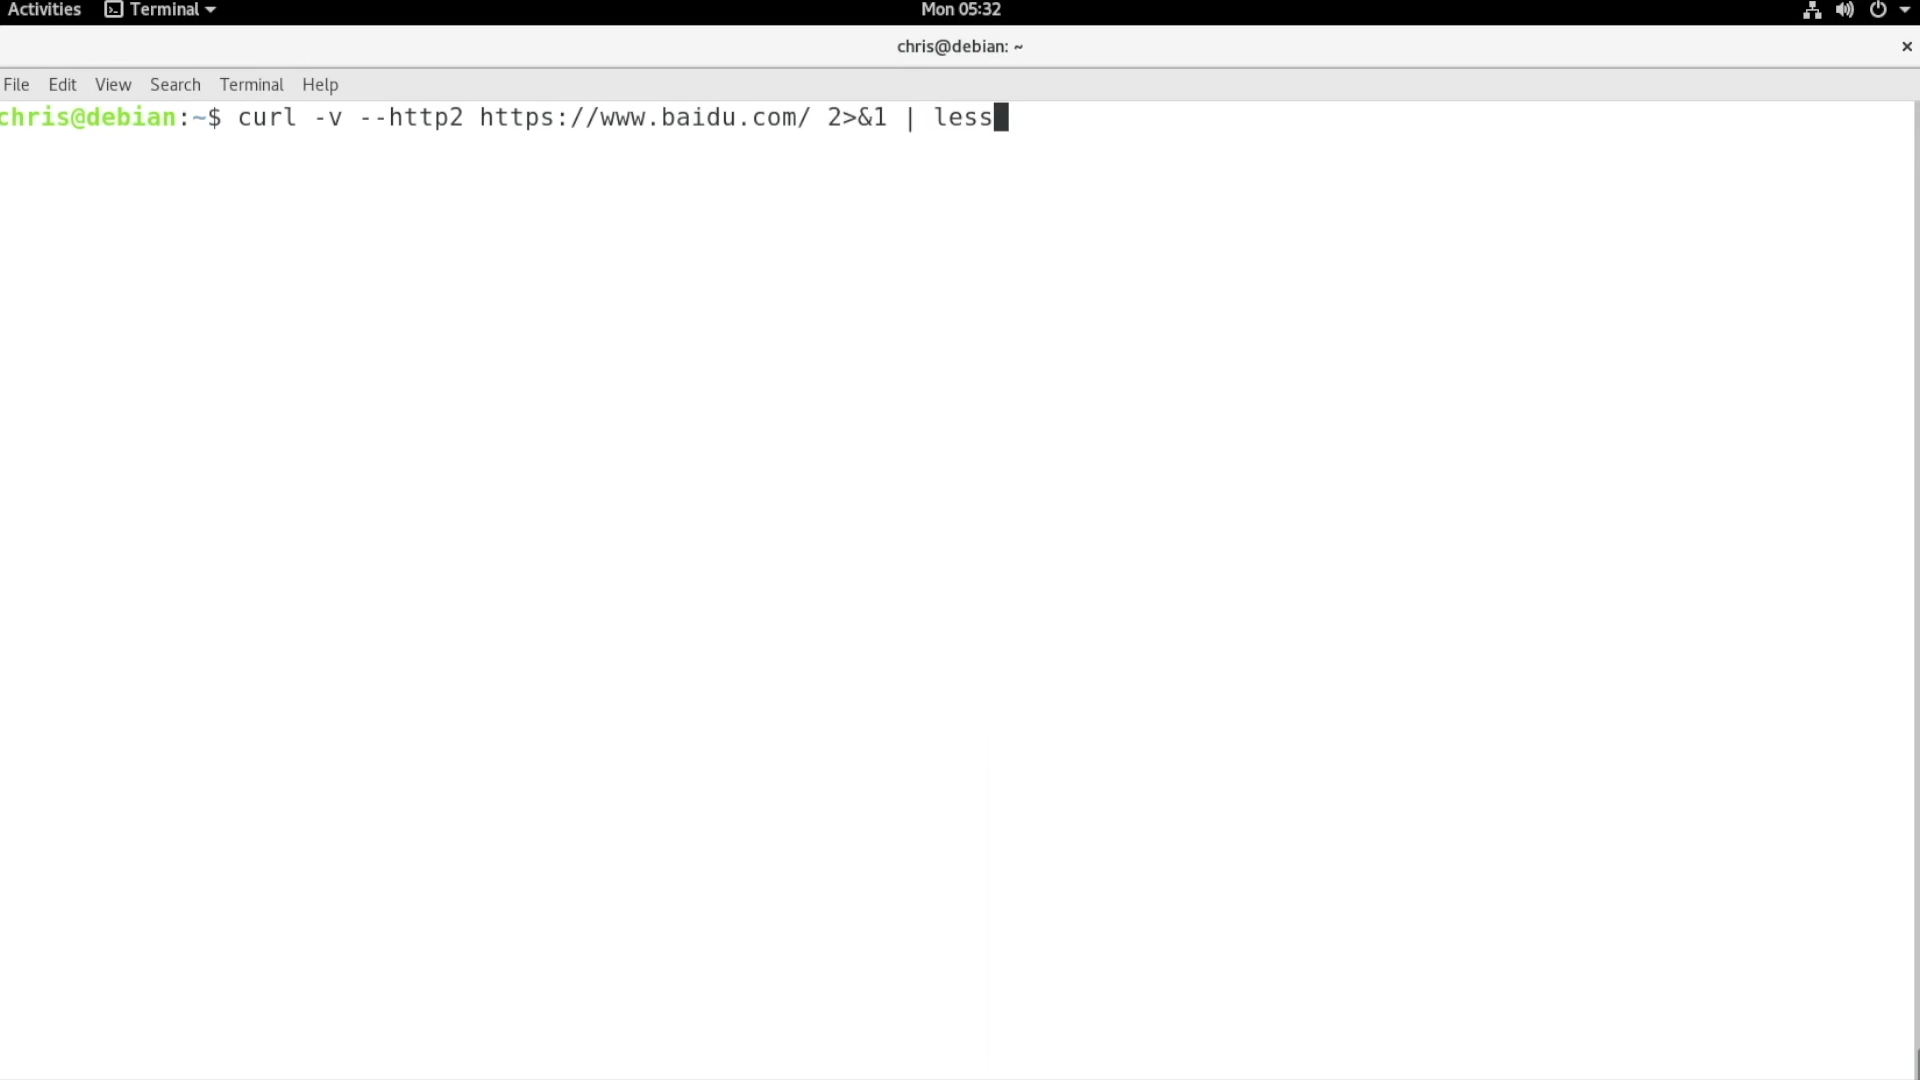 Activities Terminal Mon 05:32
chris@debian: ~
File Edit View Search Terminal Help
chris@debian:~$ curl -v --http2 https://www.baidu.com/ 2>&1 | less